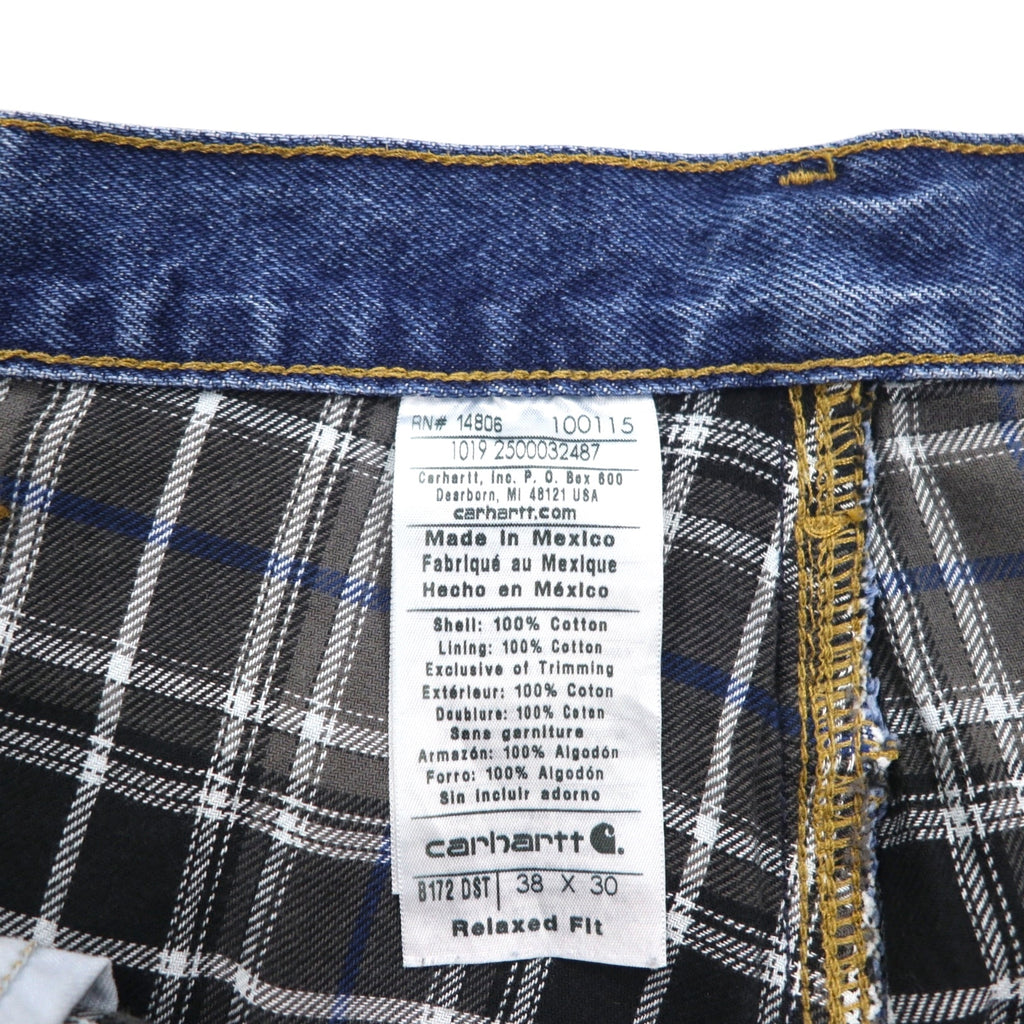 RN# 14806 100115
1019 2500032487
Carhartt, Inc. P. O. Box 600
Dearborn, MI 48121 USA
carhartt.com
Made in Mexico
Fabriqué au Mexique
Hecho en México
Shell: 100% Cotton
Lining: 100% Cotton
Exclusive of Trimming
Extérieur: 100% Coton
Doublure: 100% Coton
Sans garniture
Armazón: 100% Algodón
Forro: 100% Algodón
Sin incluir adorno
carhartt
B172 DST 38 X 30
Relaxed Fit